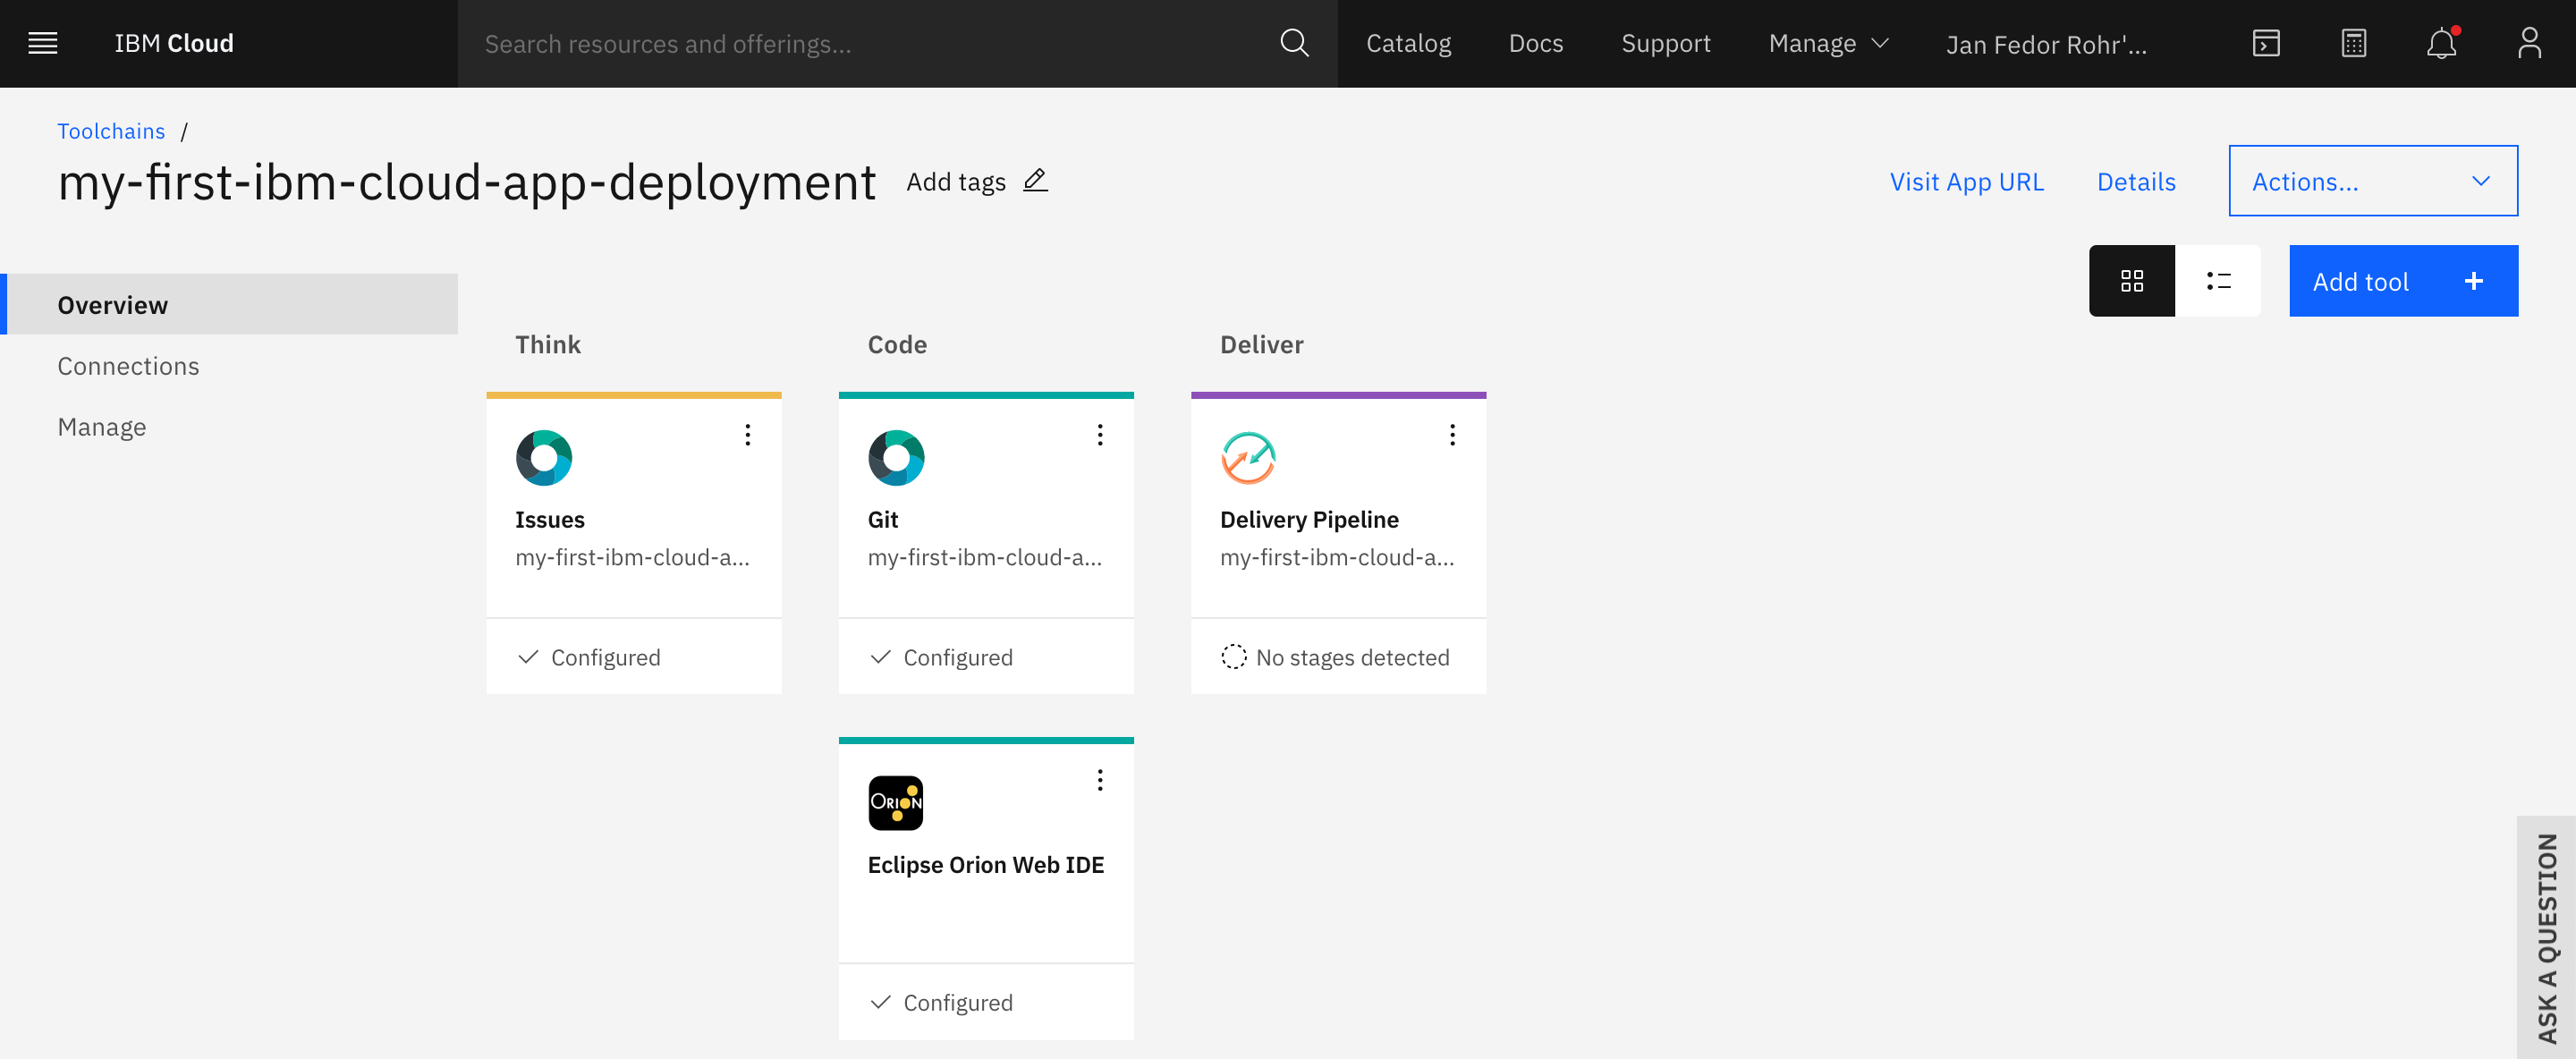 IBM Cloud
Search resources and offerings...
Catalog
Docs
Support
Manage
Jan Fedor Rohr'...
Toolchains /
my-first-ibm-cloud-app-deployment
Add tags
Visit App URL
Details
Actions...
Add tool +
Overview
Connections
Manage
Think
Issues
my-first-ibm-cloud-a...
Configured
Code
Git
my-first-ibm-cloud-a...
Configured
ORION
Eclipse Orion Web IDE
Configured
Deliver
Delivery Pipeline
my-first-ibm-cloud-a...
No stages detected
ASK A QUESTION